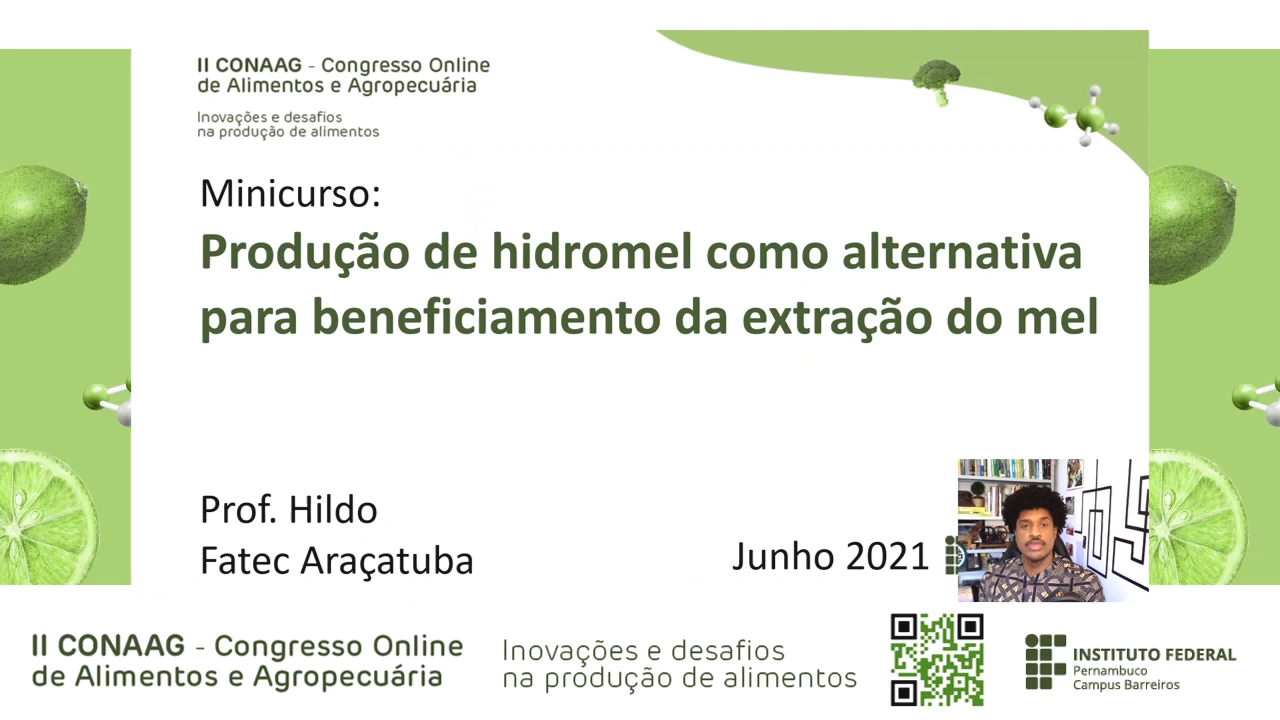 II CONAAG - Congresso Online
de Alimentos e Agropecuária
Inovações e desafios
na produção de alimentos
Minicurso:
Produção de hidromel como alternativa
para beneficiamento da extração do mel
Prof. Hildo
Fatec Araçatuba
Junho 2021
II CONAAG - Congresso Online
de Alimentos e Agropecuária
Inovações e desafios
na produção de alimentos
INSTITUTO FEDERAL
Pernambuco
Campus Barreiros